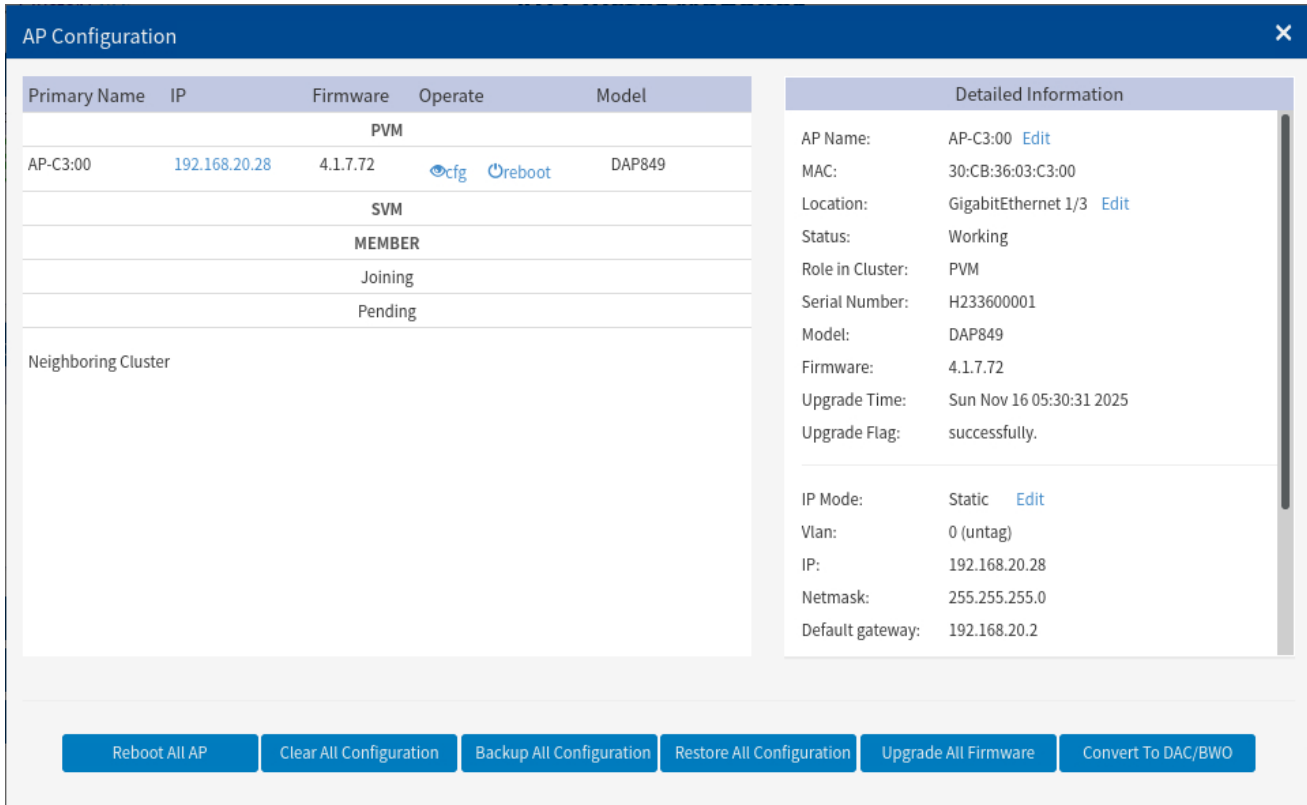 AP Configuration
Primary Name IP Firmware Operate Model
PVM
AP-C3:00 192.168.20.28 4.1.7.72 cfg reboot DAP849
SVM
MEMBER
Joining
Pending
Neighboring Cluster
Detailed Information
AP Name: AP-C3:00 Edit
MAC: 30:CB:36:03:C3:00
Location: GigabitEthernet 1/3 Edit
Status: Working
Role in Cluster: PVM
Serial Number: H233600001
Model: DAP849
Firmware: 4.1.7.72
Upgrade Time: Sun Nov 16 05:30:31 2025
Upgrade Flag: successfully.
IP Mode: Static Edit
Vlan: 0 (untag)
IP: 192.168.20.28
Netmask: 255.255.255.0
Default gateway: 192.168.20.2
Reboot All AP Clear All Configuration Backup All Configuration Restore All Configuration Upgrade All Firmware Convert To DAC/BWO